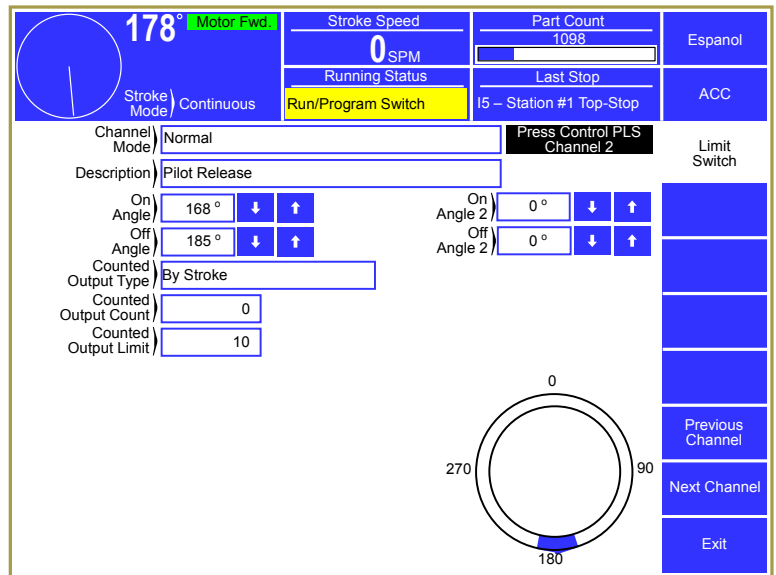 178° Motor Fwd.
Stroke Mode Continuous
Stroke Speed
0 SPM
Part Count
1098
Running Status
Run/Program Switch
Last Stop
I5 – Station #1 Top-Stop
Espanol
ACC
Limit
Switch
Channel
Mode
Normal
Press Control PLS
Channel 2
Description
Pilot Release
On
Angle
168 °
On
Angle 2
0 °
Off
Angle
185 °
Off
Angle 2
0 °
Counted
Output Type
By Stroke
Counted
Output Count
0
Counted
Output Limit
10
0
270
90
180
Previous
Channel
Next Channel
Exit